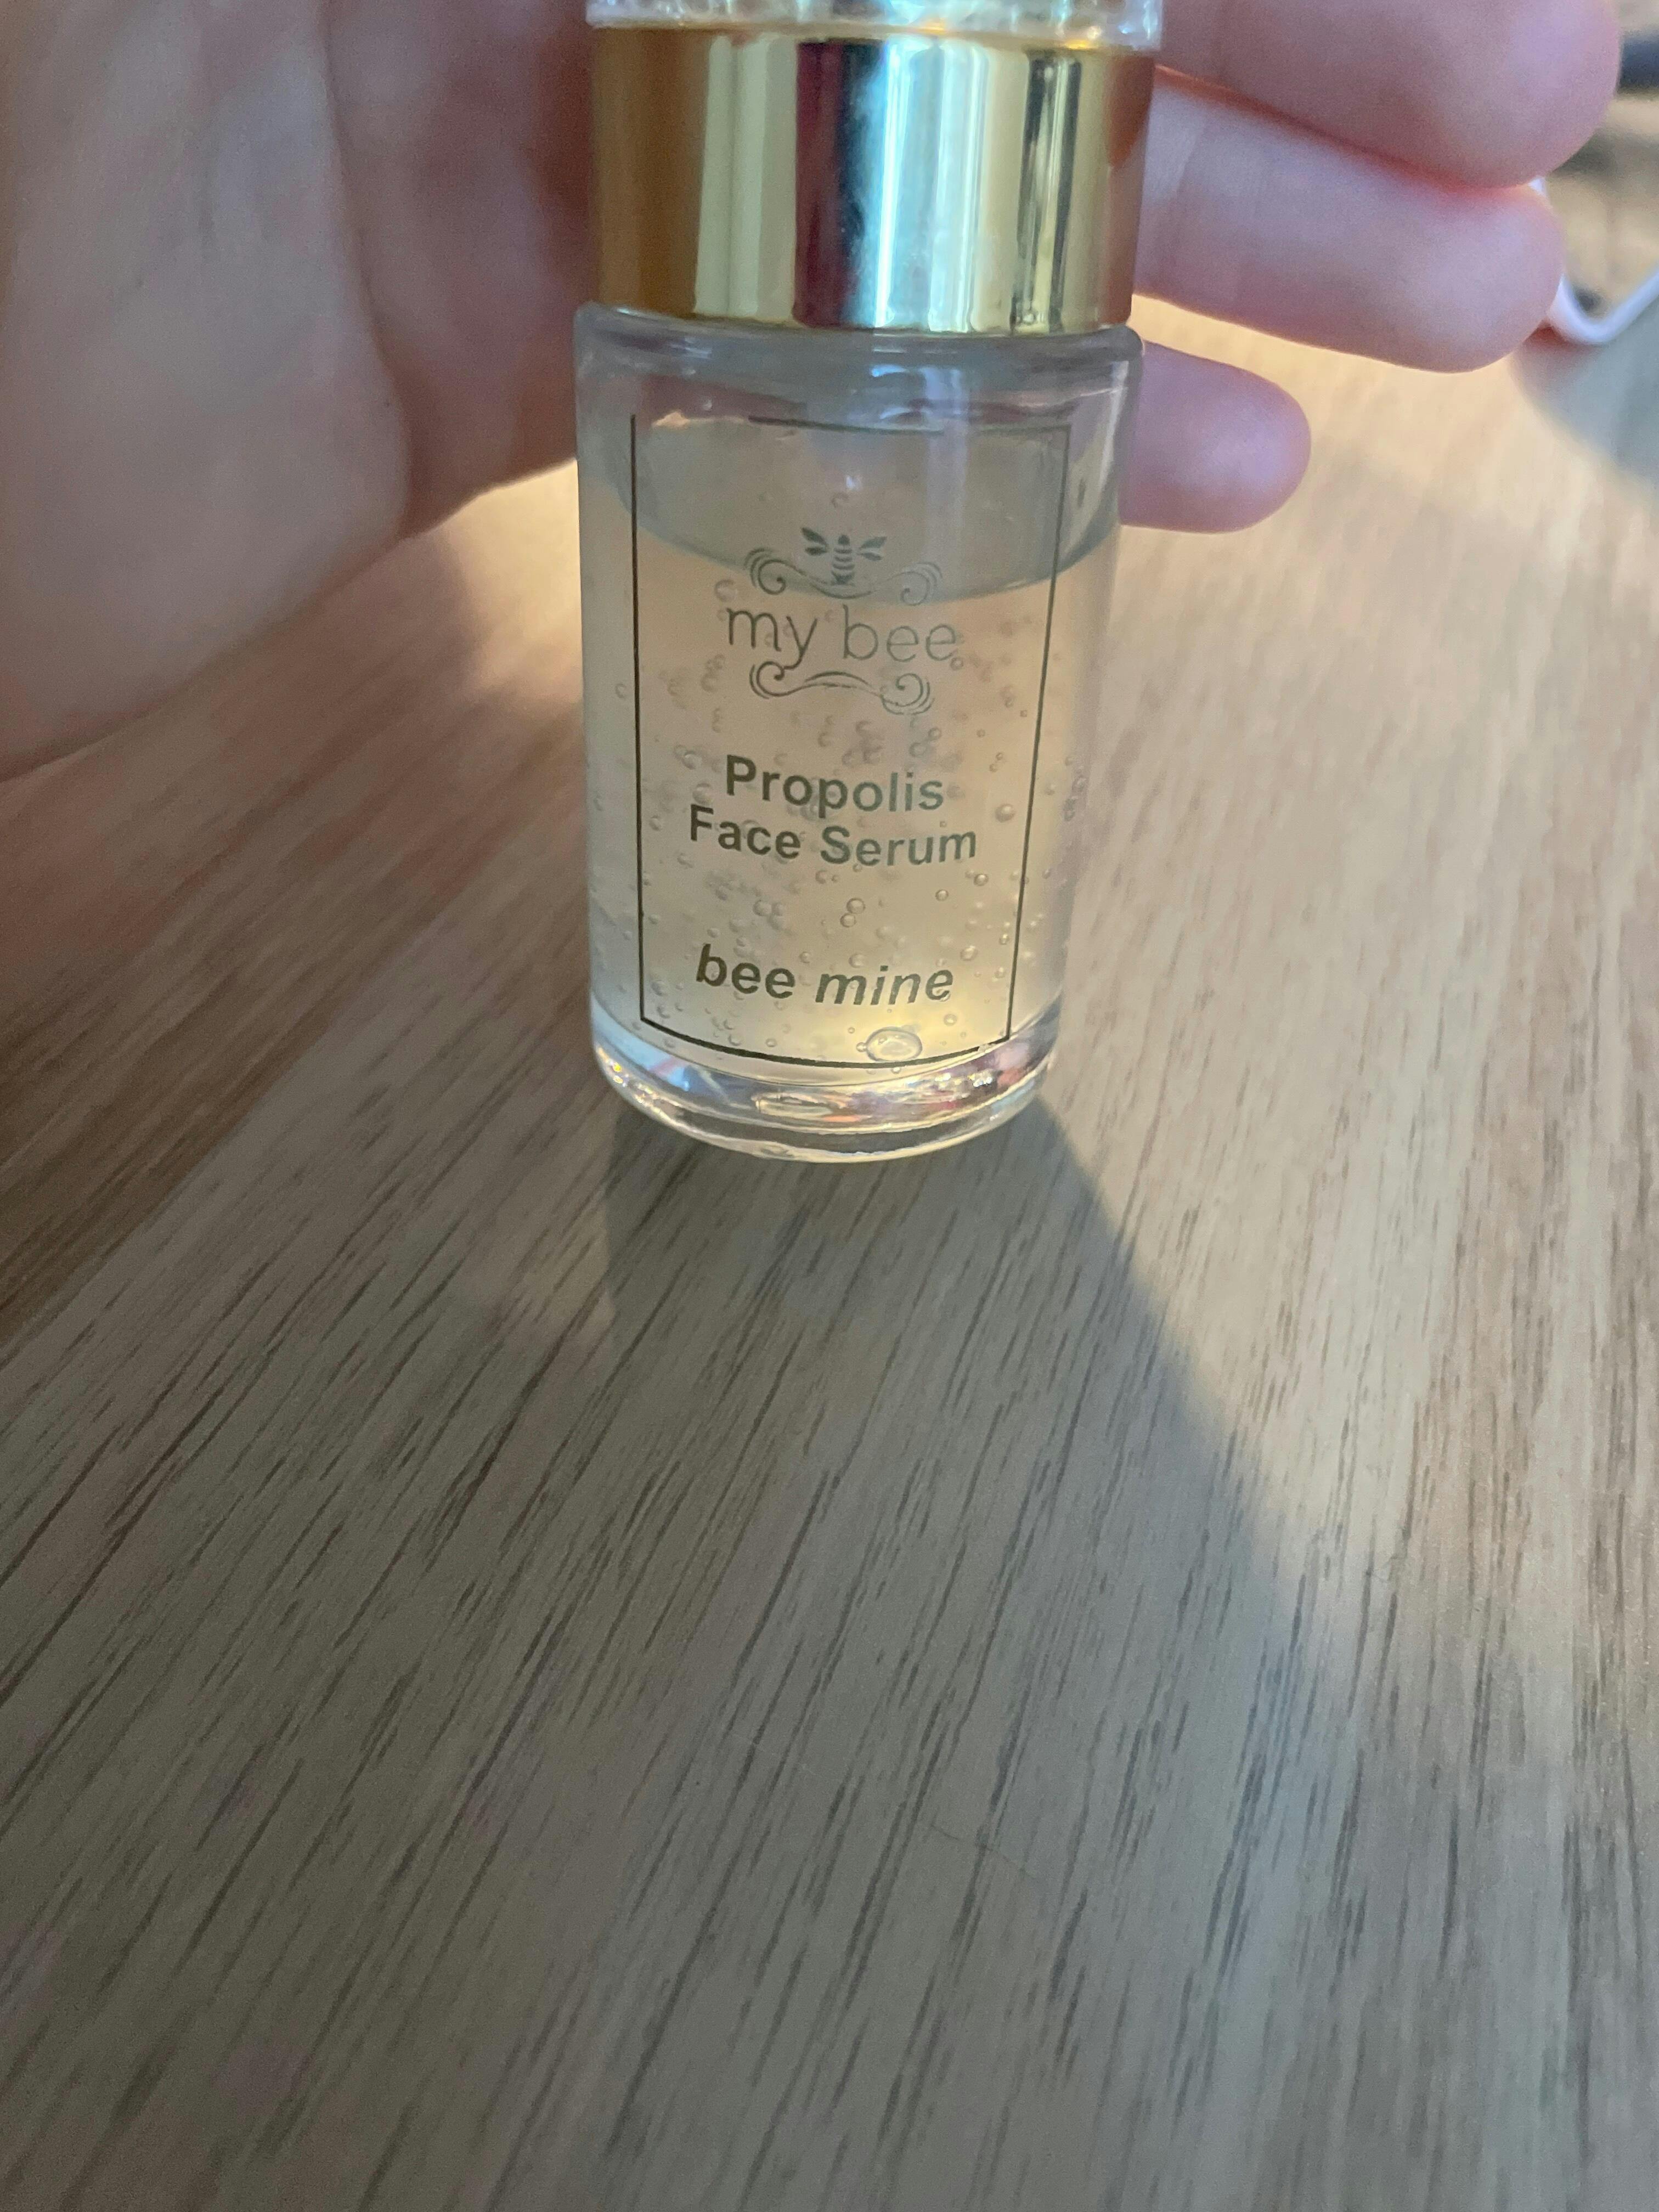 my bee
Propolis
Face Serum
bee mine